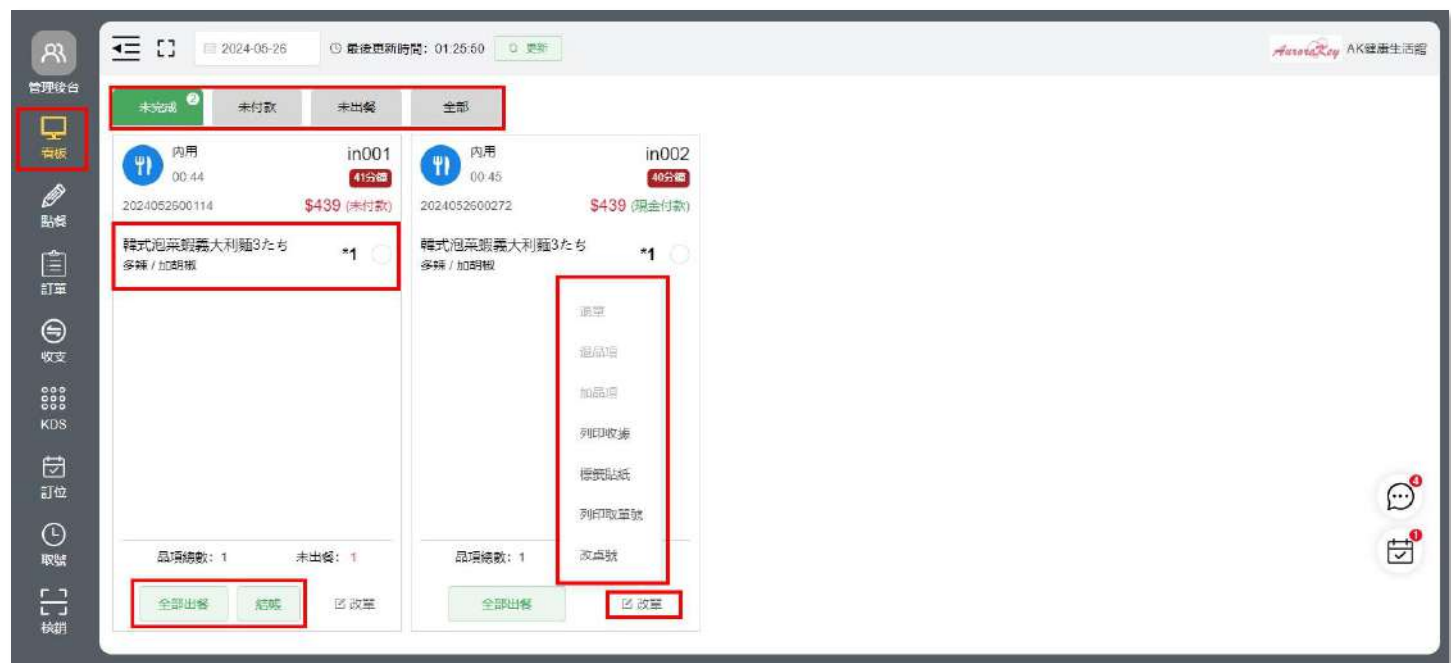 管理後台
看板
點餐
訂單
收支
KDS
訂位
取號
核銷
2024-05-26
最後更新時間: 01:25:50
更新
AuroraKey
AK健康生活館
未完成 2
未付款
未出餐
全部
內用
in001
00:44
41分鐘
2024052600114
$439 (未付款)
韓式泡菜蝦義大利麵3たち
*1
多辣 / 加胡椒
品項總數: 1
未出餐: 1
全部出餐
結帳
改單
內用
in002
00:45
40分鐘
2024052600272
$439 (現金付款)
韓式泡菜蝦義大利麵3たち
*1
多辣 / 加胡椒
退單
退品項
加品項
列印收據
標籤貼紙
列印取單號
改桌號
品項總數: 1
全部出餐
改單
4
1